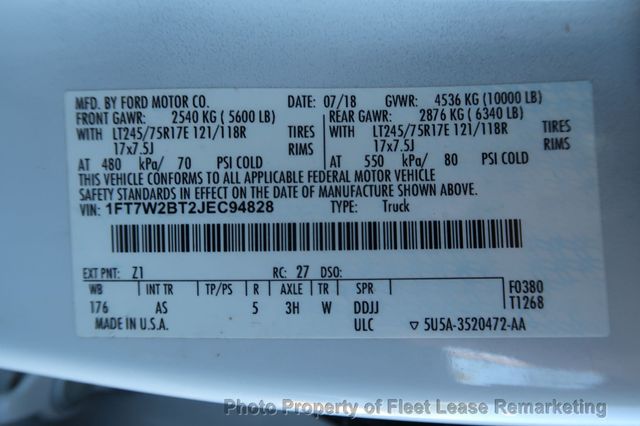 MFD. BY FORD MOTOR CO. DATE: 07/18 GVWR: 4536 KG (10000 LB)
FRONT GAWR: 2540 KG ( 5600 LB) REAR GAWR: 2876 KG ( 6340 LB)
WITH LT245/75R17E 121/118R TIRES WITH LT245/75R17E 121/118R TIRES
17x7.5J RIMS 17x7.5J RIMS
AT 480 kPa/ 70 PSI COLD AT 550 kPa/ 80 PSI COLD
THIS VEHICLE CONFORMS TO ALL APPLICABLE FEDERAL MOTOR VEHICLE
SAFETY STANDARDS IN EFFECT ON THE DATE OF MANUFACTURE SHOWN ABOVE.
VIN: 1FT7W2BT2JEC94828 TYPE: Truck
EXT PNT: Z1 RC: 27 DSO:
WB INT TR TP/PS R AXLE TR SPR F0380
176 AS 5 3H W DDJJ T1268
MADE IN U.S.A. ULC ▽ 5U5A-3520472-AA
Photo Property of Fleet Lease Remarketing